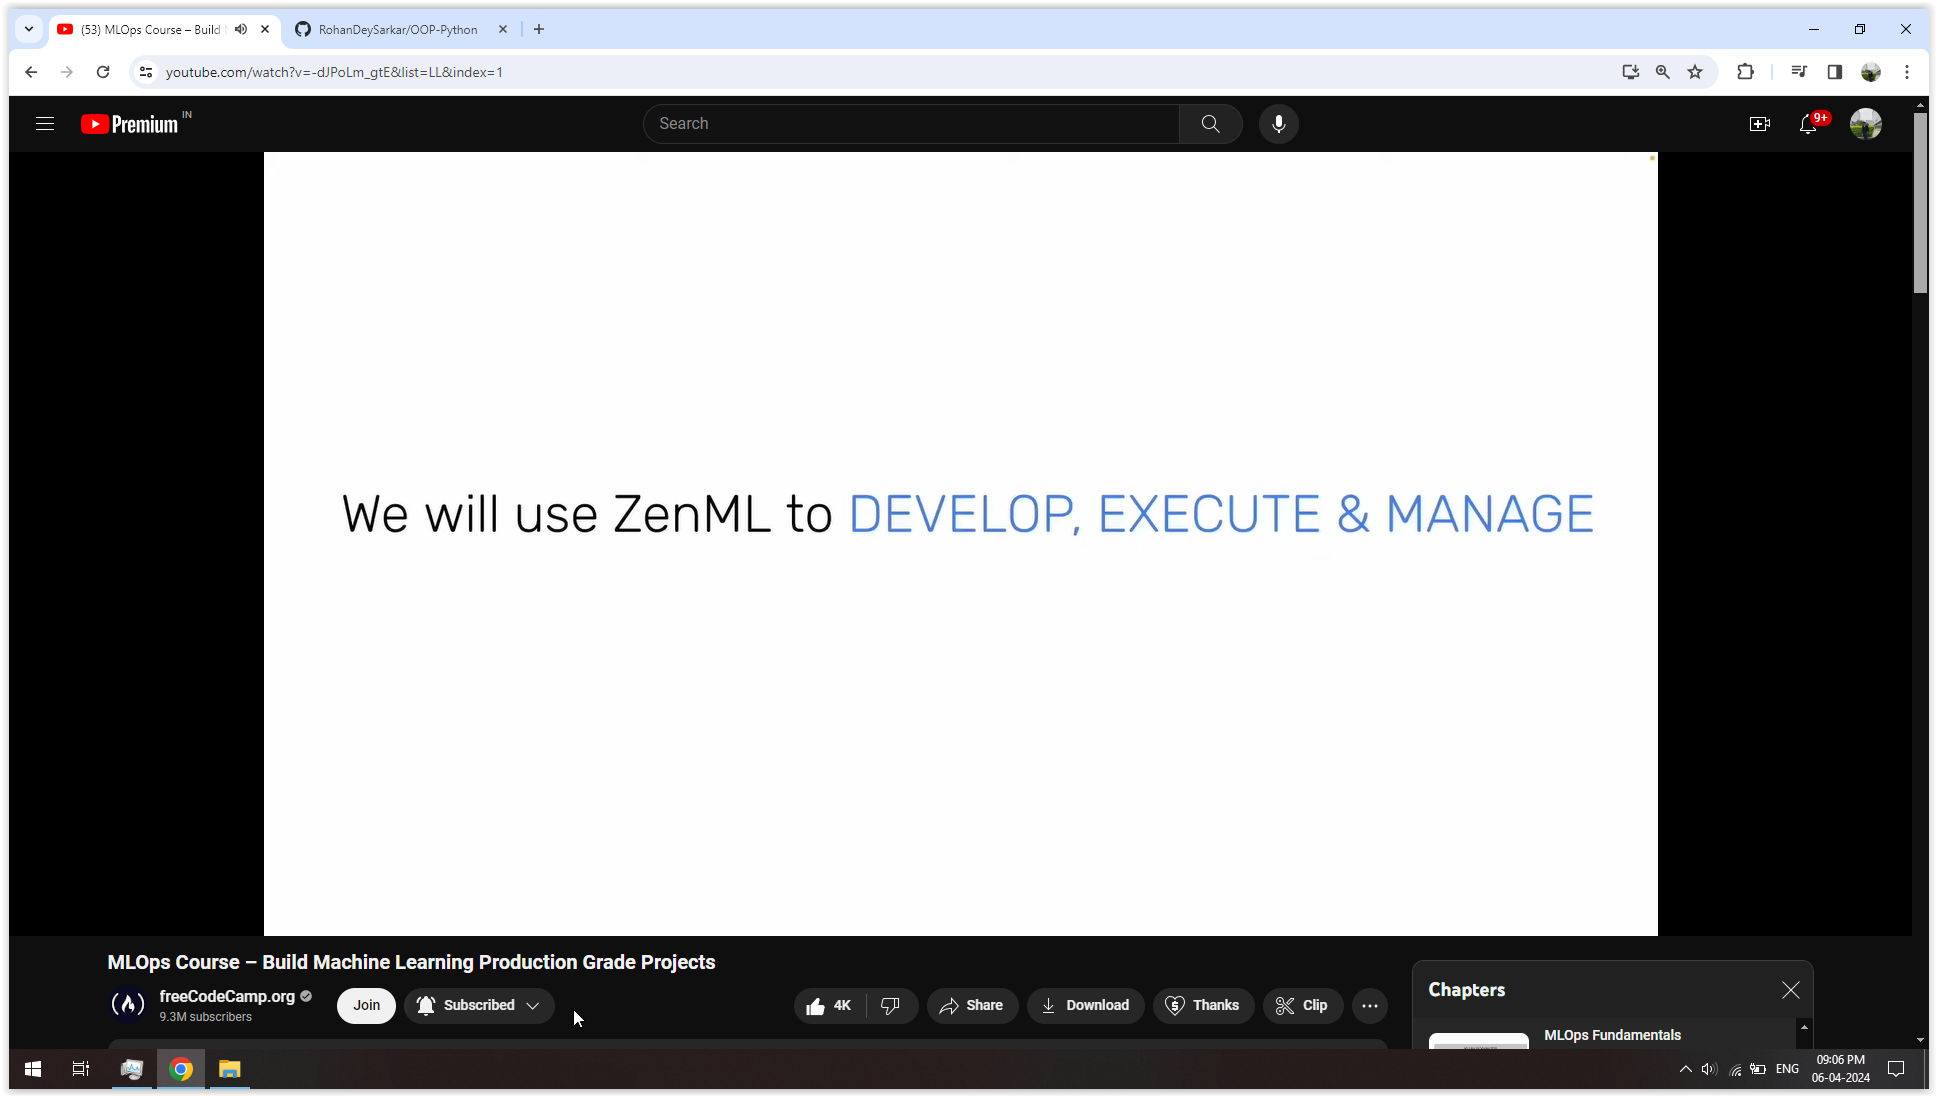 (53) MLOps Course – Build
RohanDeySarkar/OOP-Python
youtube.com/watch?v=-dJPoLm_gtE&list=LL&index=1
Premium IN
Search
9+
We will use ZenML to DEVELOP, EXECUTE & MANAGE
MLOps Course – Build Machine Learning Production Grade Projects
freeCodeCamp.org
9.3M subscribers
Join
Subscribed
4K
Share
Download
Thanks
Clip
Chapters
MLOps Fundamentals
ENG
09:06 PM
06-04-2024